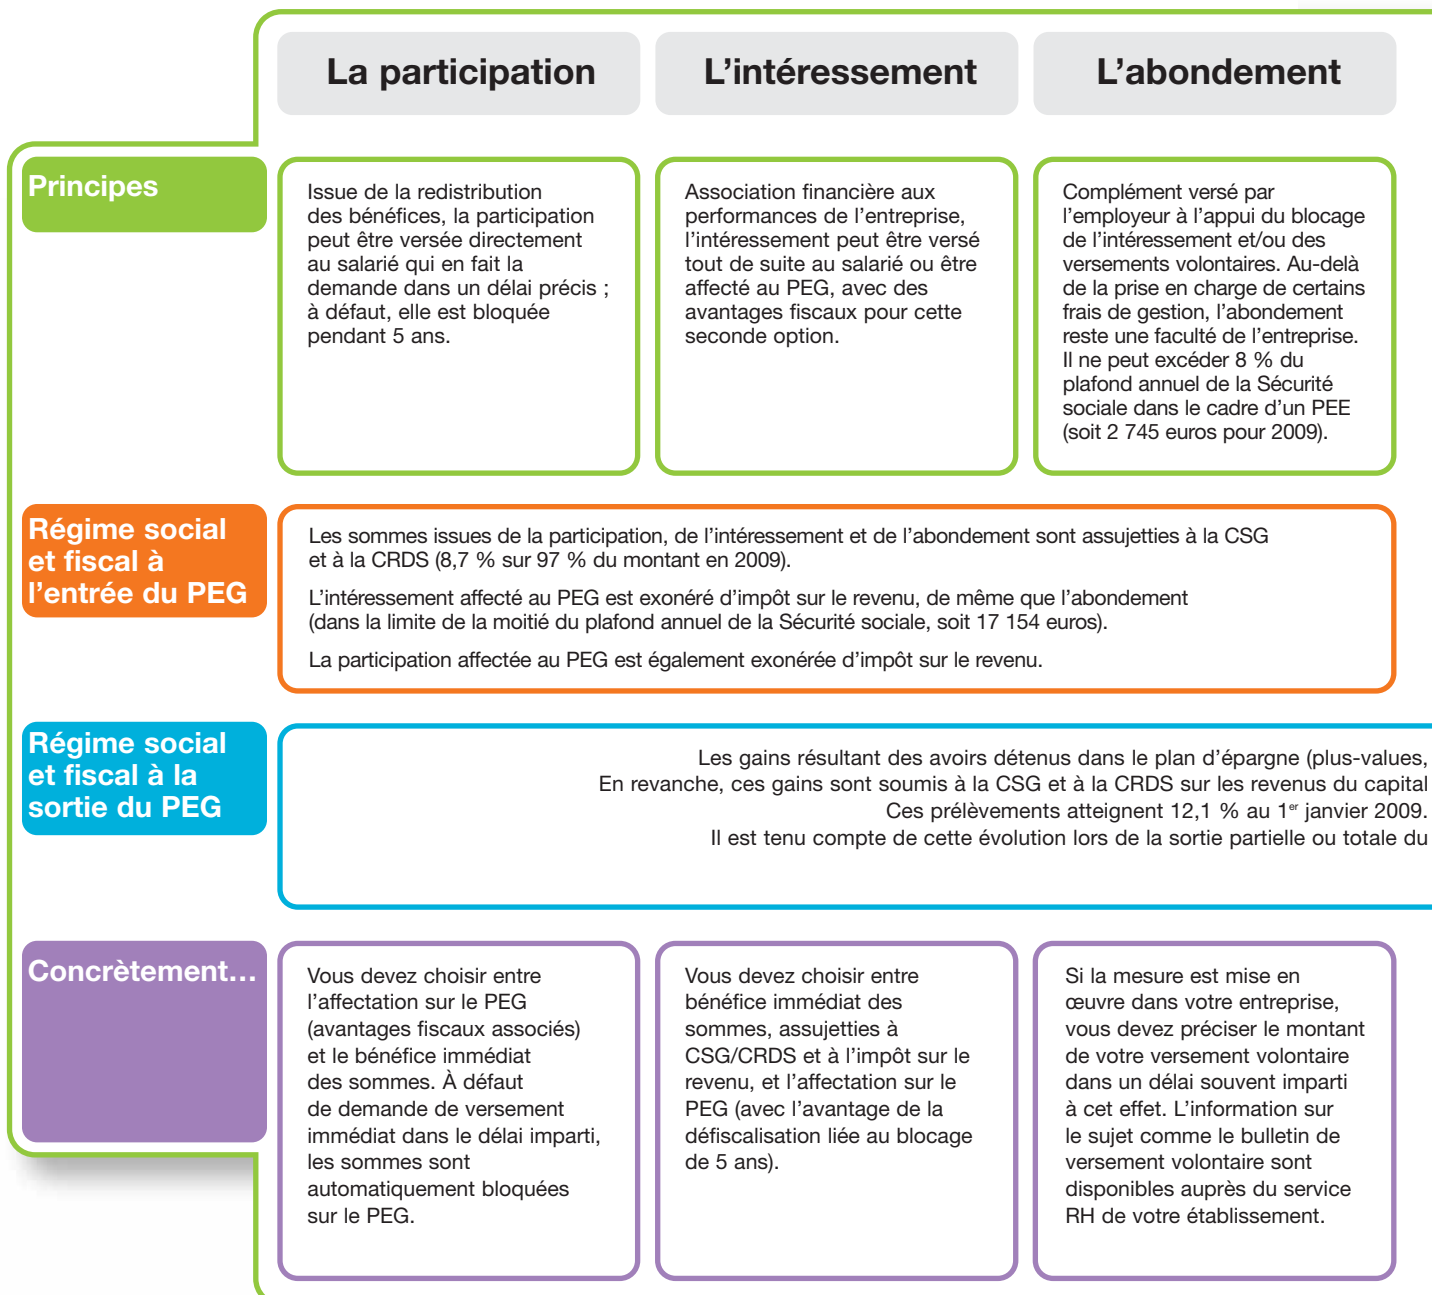 La participation
L’intéressement
L’abondement
Principes
Issue de la redistribution
des bénéfices, la participation
peut être versée directement
au salarié qui en fait la
demande dans un délai précis ;
à défaut, elle est bloquée
pendant 5 ans.
Association financière aux
performances de l’entreprise,
l’intéressement peut être versé
tout de suite au salarié ou être
affecté au PEG, avec des
avantages fiscaux pour cette
seconde option.
Complément versé par
l’employeur à l’appui du blocage
de l’intéressement et/ou des
versements volontaires. Au-delà
de la prise en charge de certains
frais de gestion, l’abondement
reste une faculté de l’entreprise.
Il ne peut excéder 8 % du
plafond annuel de la Sécurité
sociale dans le cadre d’un PEE
(soit 2 745 euros pour 2009).
Régime social
et fiscal à
l’entrée du PEG
Les sommes issues de la participation, de l’intéressement et de l’abondement sont assujetties à la CSG
et à la CRDS (8,7 % sur 97 % du montant en 2009).
L’intéressement affecté au PEG est exonéré d’impôt sur le revenu, de même que l’abondement
(dans la limite de la moitié du plafond annuel de la Sécurité sociale, soit 17 154 euros).
La participation affectée au PEG est également exonérée d’impôt sur le revenu.
Régime social
et fiscal à la
sortie du PEG
Les gains résultant des avoirs détenus dans le plan d’épargne (plus-values,
En revanche, ces gains sont soumis à la CSG et à la CRDS sur les revenus du capital
Ces prélèvements atteignent 12,1 % au 1er janvier 2009.
Il est tenu compte de cette évolution lors de la sortie partielle ou totale du
Concrètement…
Vous devez choisir entre
l’affectation sur le PEG
(avantages fiscaux associés)
et le bénéfice immédiat
des sommes. À défaut
de demande de versement
immédiat dans le délai imparti,
les sommes sont
automatiquement bloquées
sur le PEG.
Vous devez choisir entre
bénéfice immédiat des
sommes, assujetties à
CSG/CRDS et à l’impôt sur le
revenu, et l’affectation sur le
PEG (avec l’avantage de la
défiscalisation liée au blocage
de 5 ans).
Si la mesure est mise en
œuvre dans votre entreprise,
vous devez préciser le montant
de votre versement volontaire
dans un délai souvent imparti
à cet effet. L’information sur
le sujet comme le bulletin de
versement volontaire sont
disponibles auprès du service
RH de votre établissement.